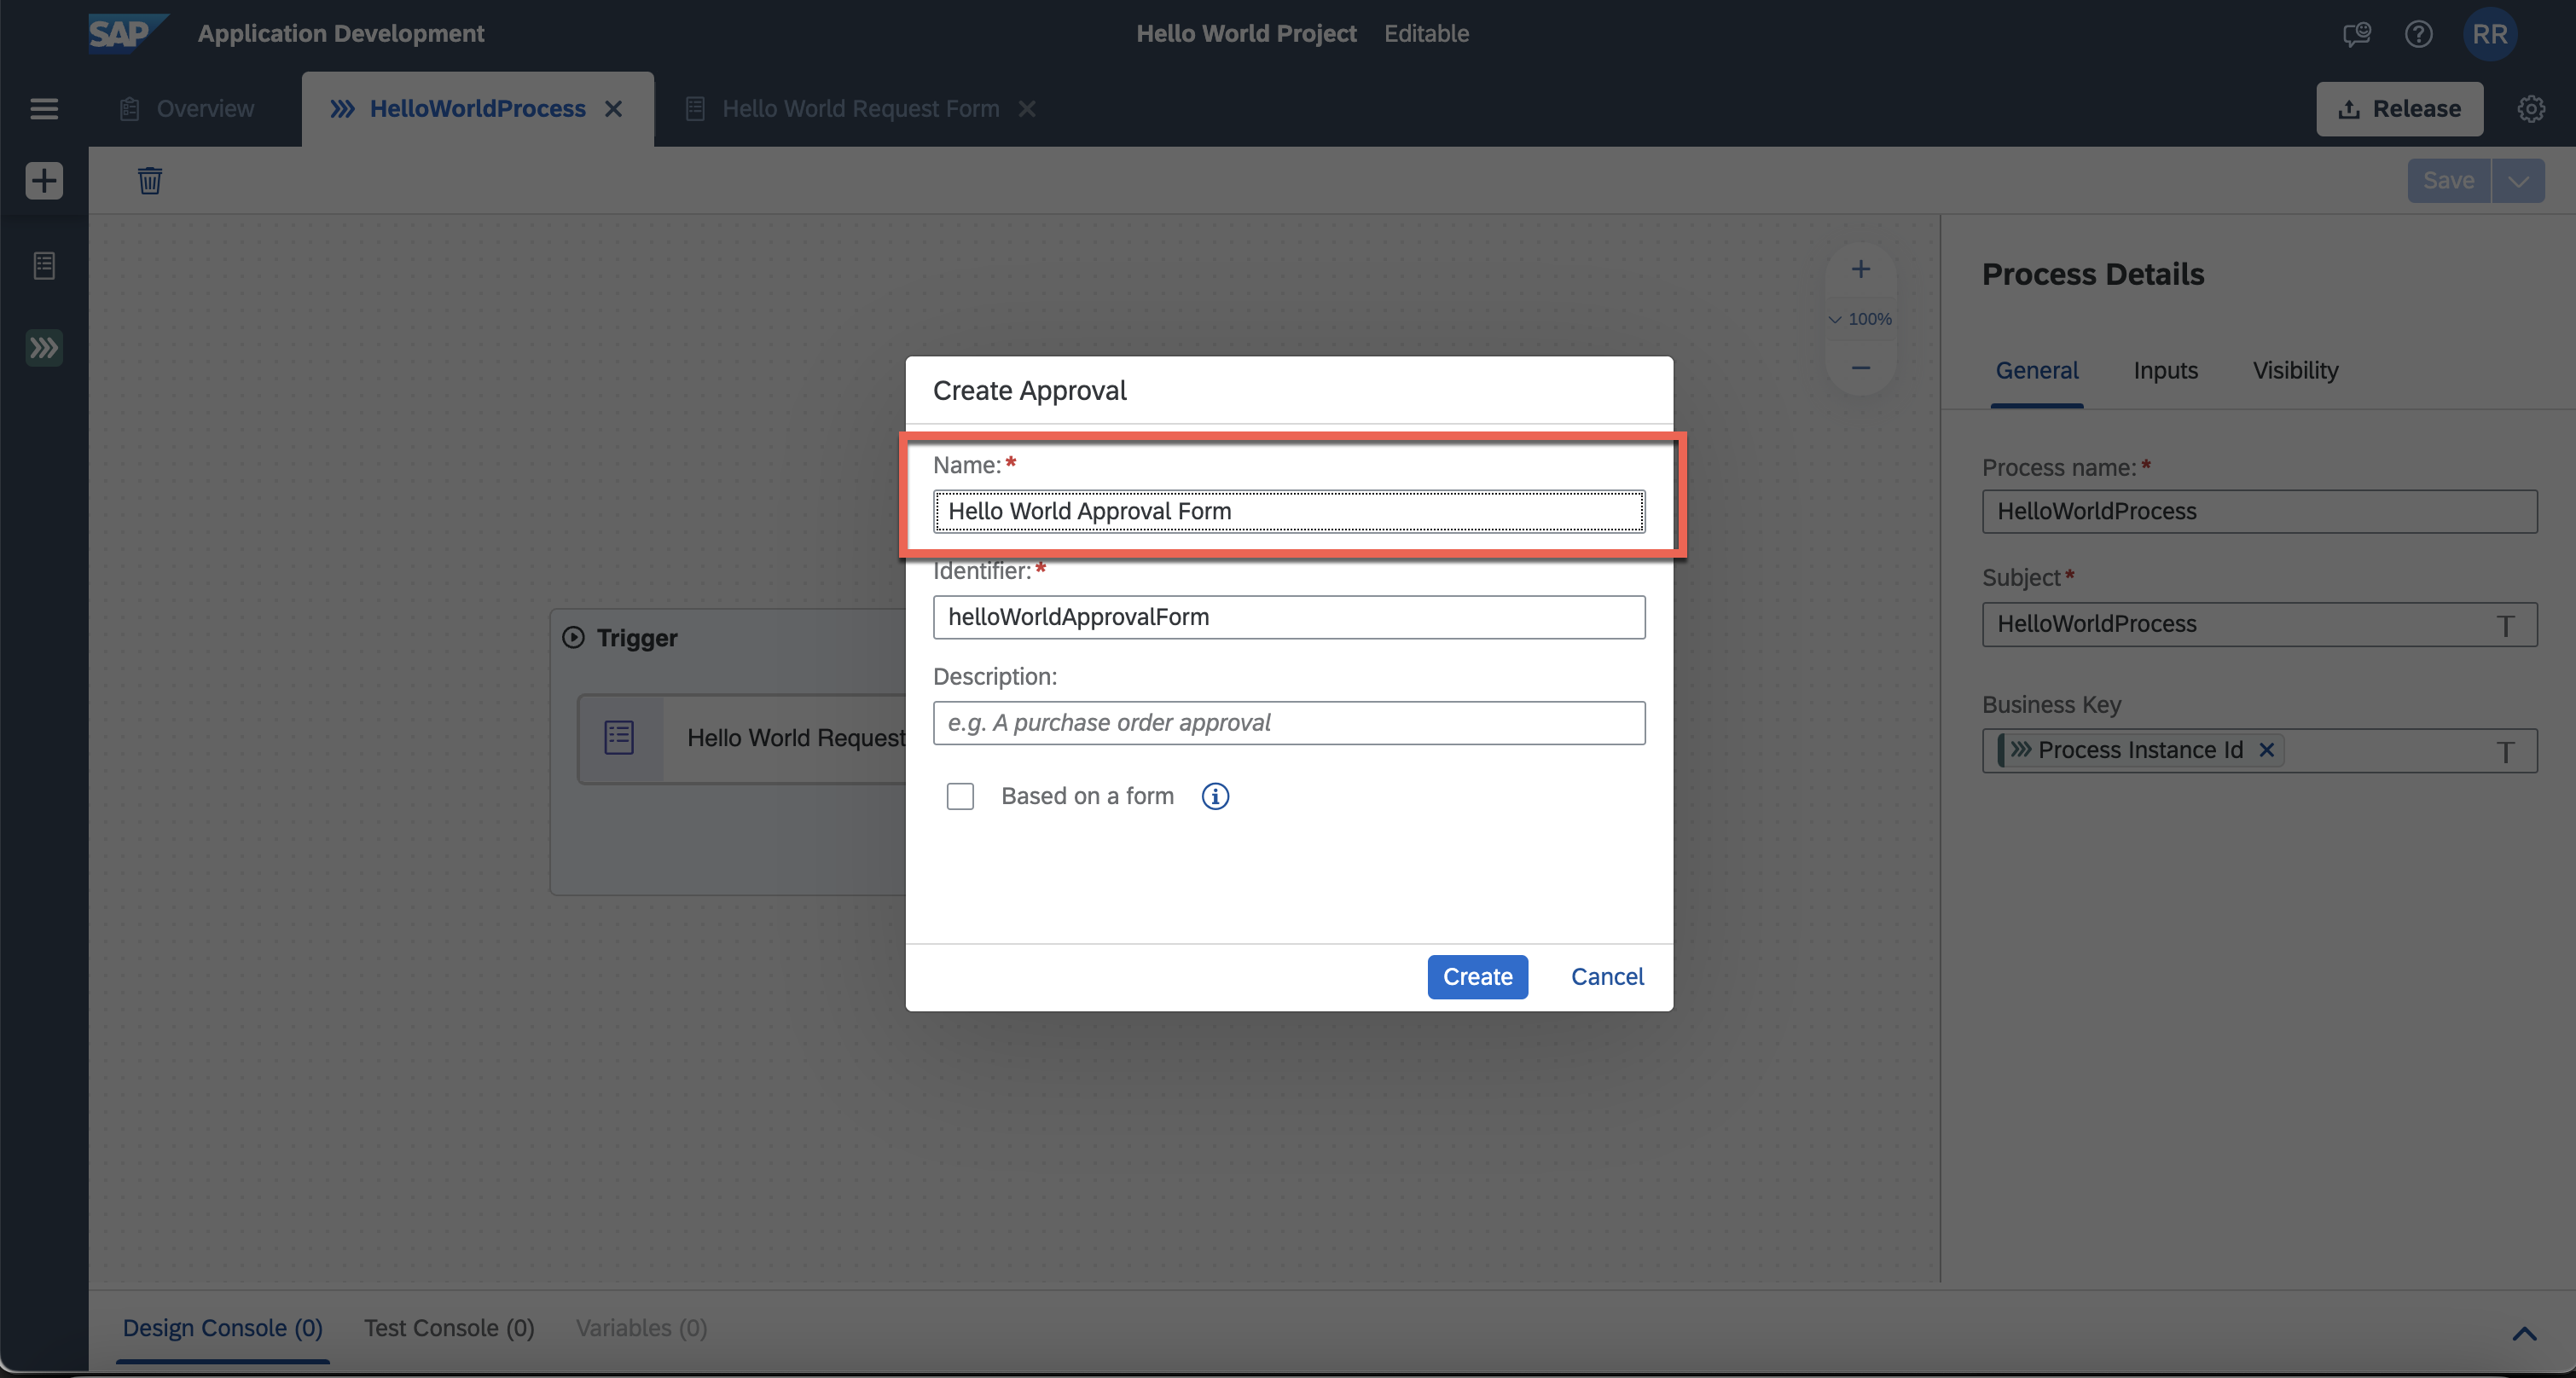 SAP Application Development
Hello World Project Editable
RR
Overview
HelloWorldProcess
Hello World Request Form
Release
Save
100%
Process Details
General Inputs Visibility
Process name:*
HelloWorldProcess
Subject*
HelloWorldProcess
T
Business Key
Process Instance Id
T
Trigger
Hello World Request
Create Approval
Name:*
Hello World Approval Form
Identifier:*
helloWorldApprovalForm
Description:
e.g. A purchase order approval
Based on a form
Create Cancel
Design Console (0) Test Console (0) Variables (0)